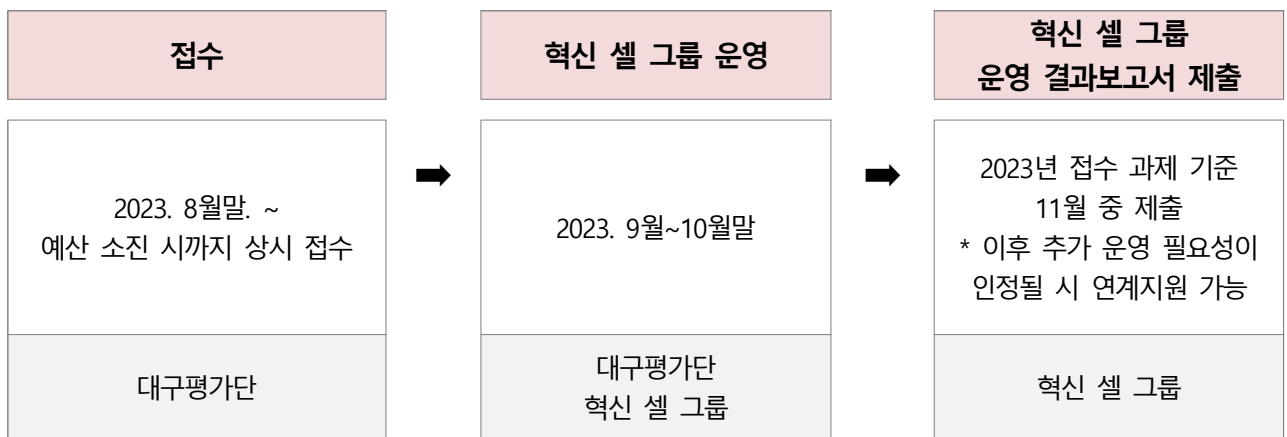 접수
2023. 8월말. ~
예산 소진 시까지 상시 접수
대구평가단
➡
혁신 셀 그룹 운영
2023. 9월~10월말
대구평가단
혁신 셀 그룹
➡
혁신 셀 그룹
운영 결과보고서 제출
2023년 접수 과제 기준
11월 중 제출
* 이후 추가 운영 필요성이
인정될 시 연계지원 가능
혁신 셀 그룹